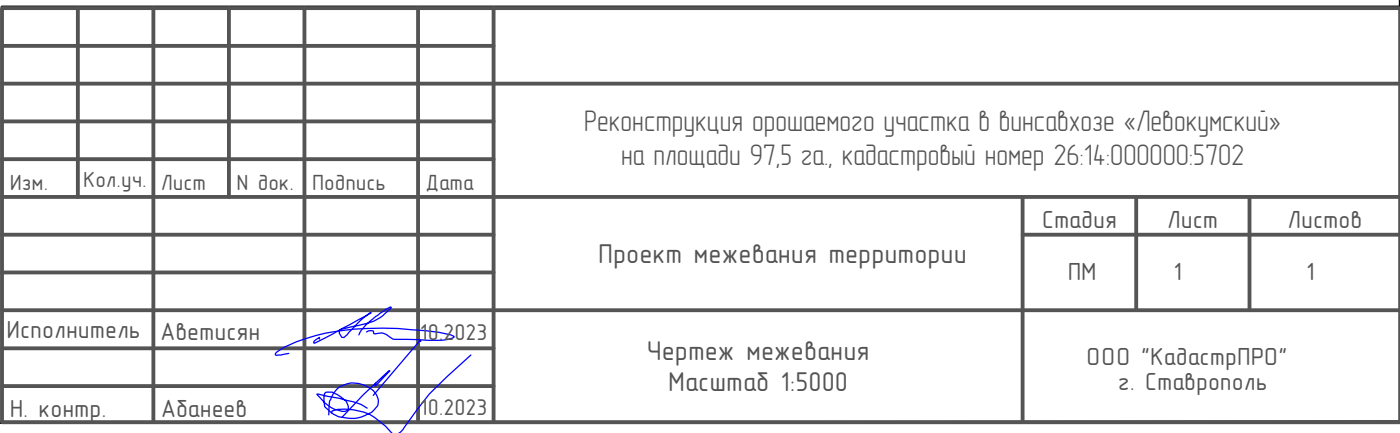 Реконструкция орошаемого участка в винсавхозе «Левокумский»
на площади 97,5 га., кадастровый номер 26:14:000000:5702
Изм. Кол.уч. Лист N док. Подпись Дата
Проект межевания территории
Стадия Лист Листов
ПМ 1 1
Исполнитель Аветисян 10.2023
Чертеж межевания
Масштаб 1:5000
ООО "КадастрПРО"
г. Ставрополь
Н. контр. Абанеев 10.2023